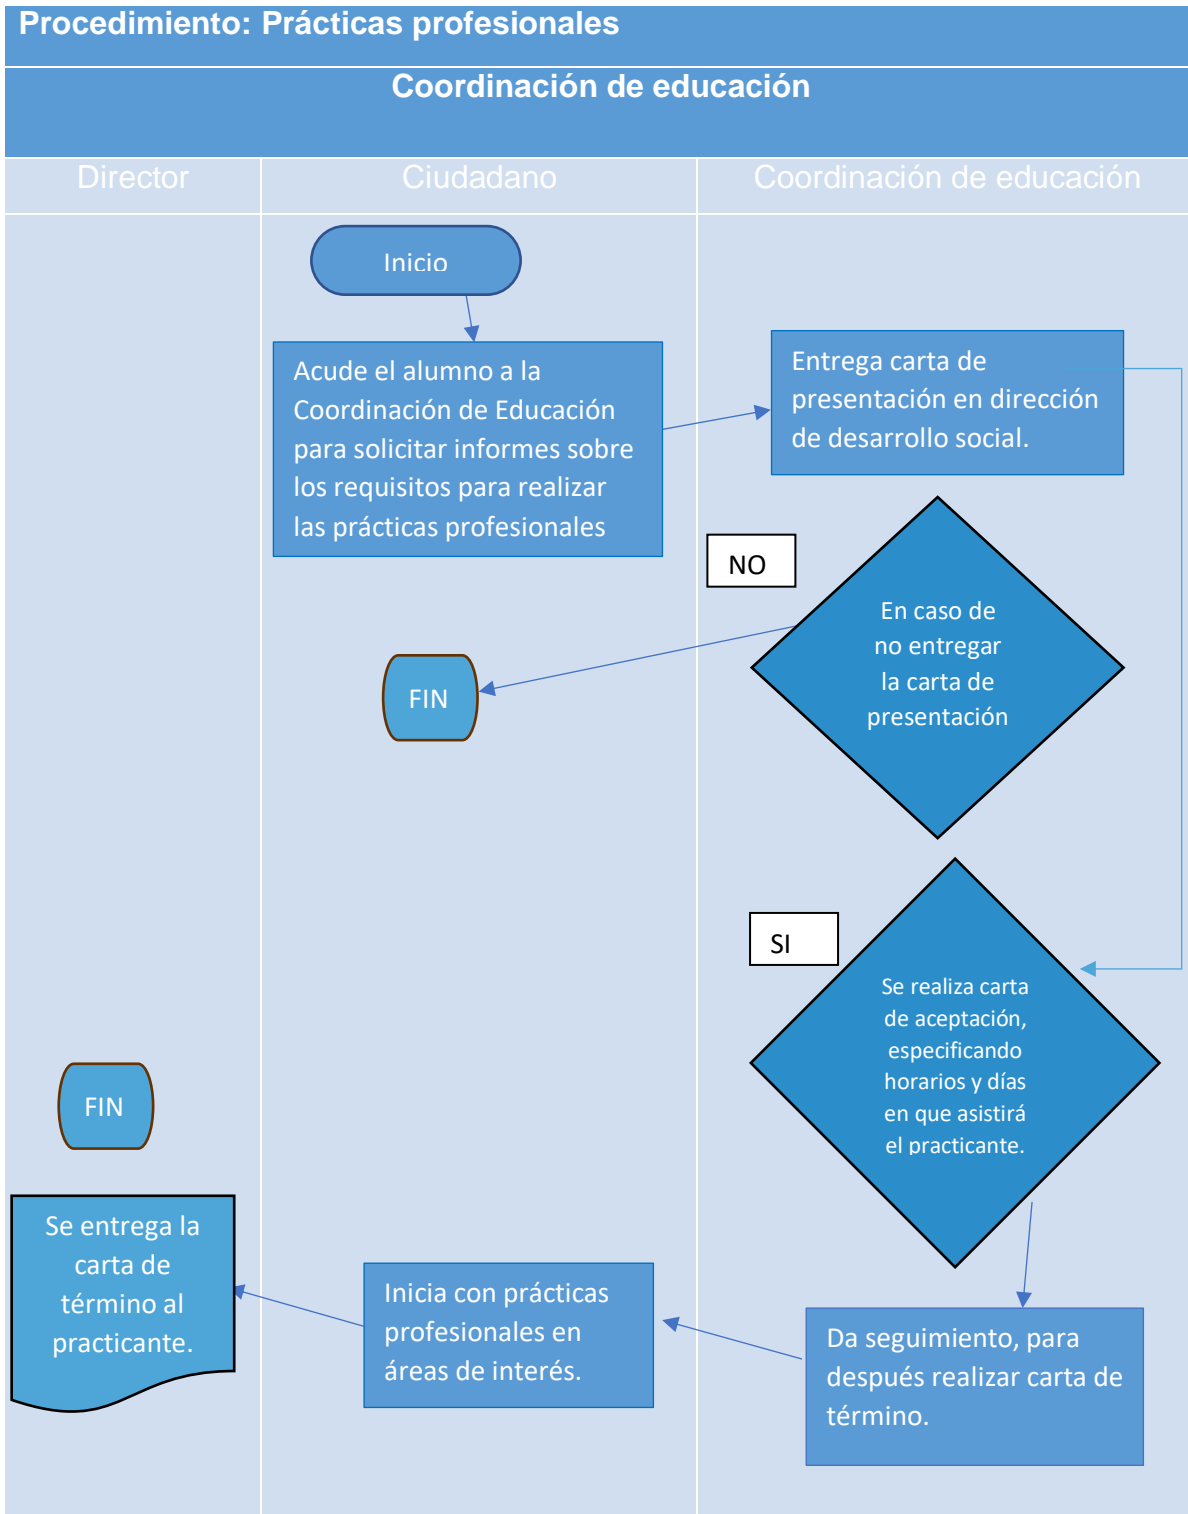 Procedimiento: Prácticas profesionales
Coordinación de educación
Director
Ciudadano
Coordinación de educación
Inicio
Acude el alumno a la
Coordinación de Educación
para solicitar informes sobre
los requisitos para realizar
las prácticas profesionales
Entrega carta de
presentación en dirección
de desarrollo social.
NO
En caso de
no entregar
la carta de
presentación
FIN
SI
Se realiza carta
de aceptación,
especificando
horarios y días
en que asistirá
el practicante.
FIN
Se entrega la
carta de
término al
practicante.
Inicia con prácticas
profesionales en
áreas de interés.
Da seguimiento, para
después realizar carta de
término.